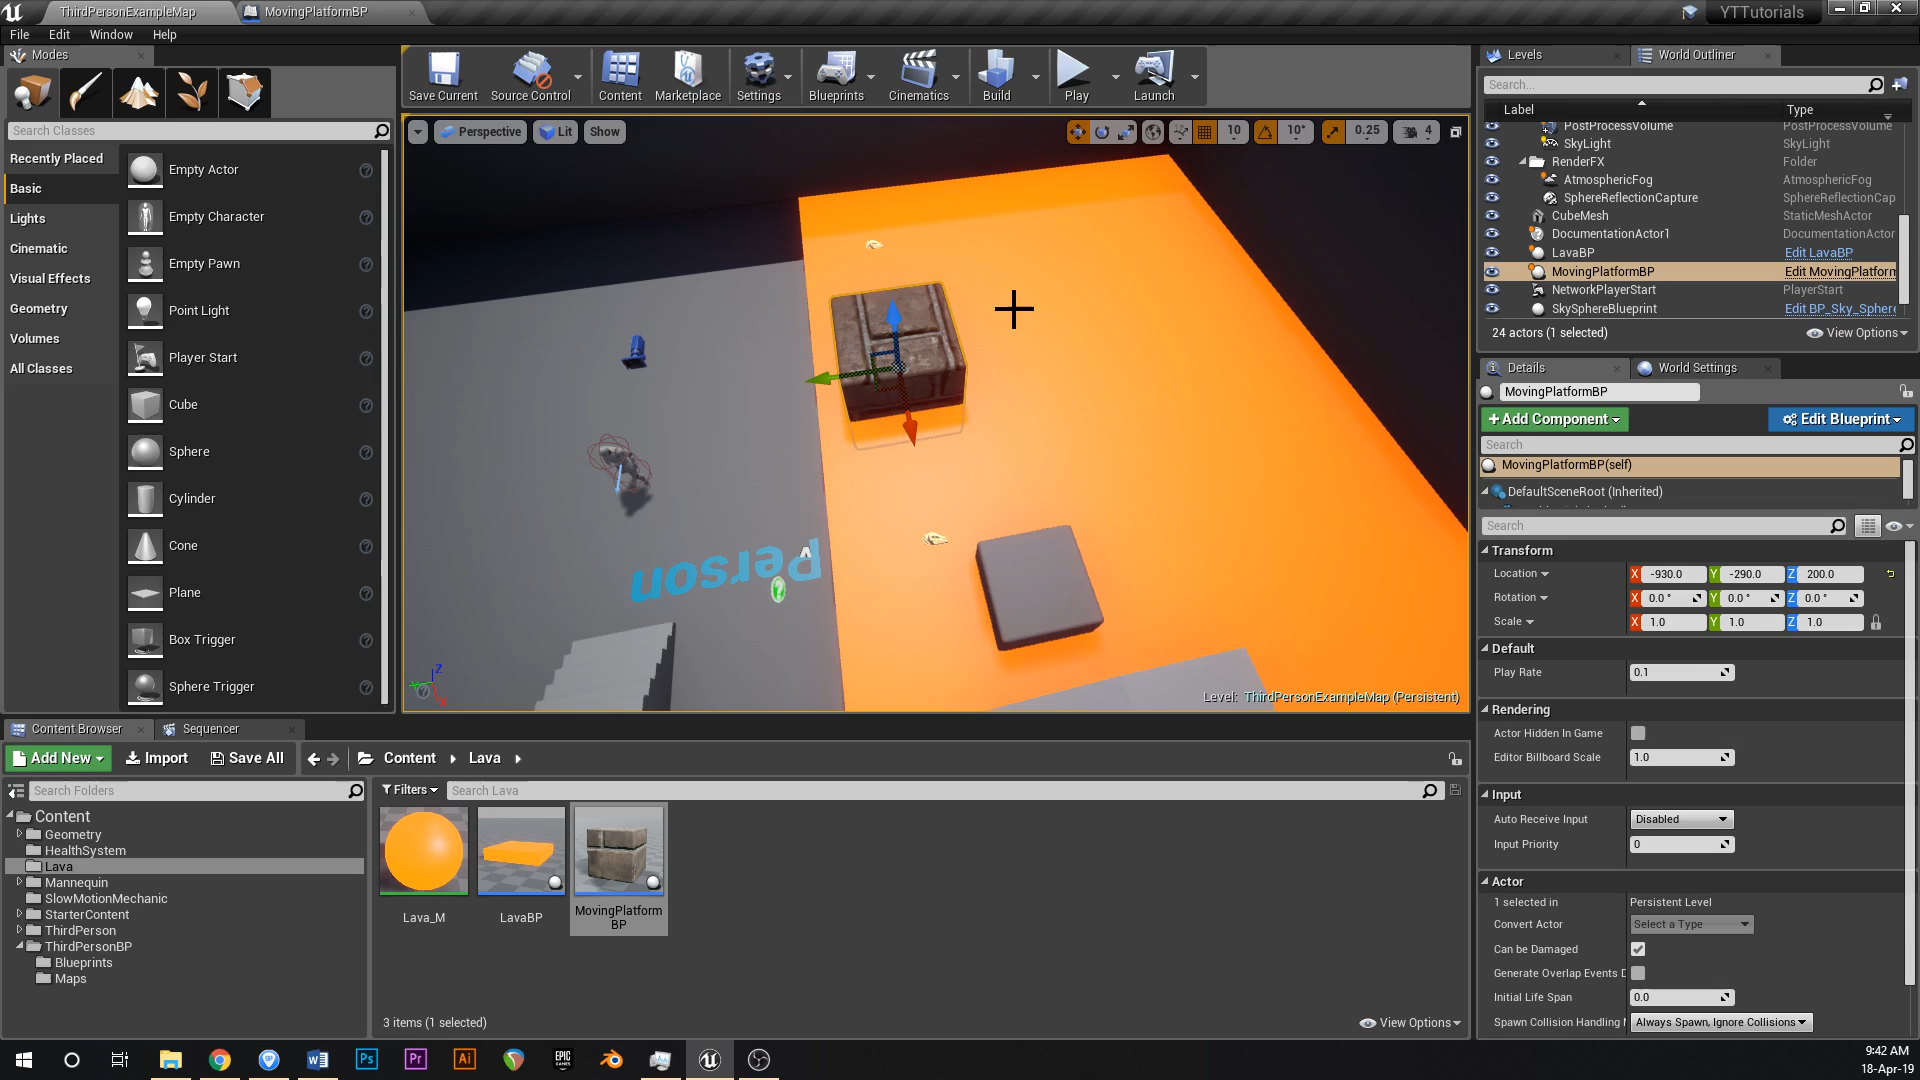 ThirdPersonExampleMap
MovingPlatformBP
YTTutorials
File Edit Window Help
Modes
Search Classes
Recently Placed
Basic
Lights
Cinematic
Visual Effects
Geometry
Volumes
All Classes
Empty Actor
Empty Character
Empty Pawn
Point Light
Player Start
Cube
Sphere
Cylinder
Cone
Plane
Box Trigger
Sphere Trigger
Save Current
Source Control
Content
Marketplace
Settings
Blueprints
Cinematics
Build
Play
Launch
Perspective
Lit
Show
10
10°
0.25
4
Person
Z
Level: ThirdPersonExampleMap (Persistent)
Levels
World Outliner
Search...
Label Type
PostProcessVolume PostProcessVolume
SkyLight SkyLight
RenderFX Folder
AtmosphericFog AtmosphericFog
SphereReflectionCapture SphereReflectionCap
CubeMesh StaticMeshActor
DocumentationActor1 DocumentationActor
LavaBP Edit LavaBP
MovingPlatformBP Edit MovingPlatform
NetworkPlayerStart PlayerStart
SkySphereBlueprint Edit BP_Sky_Sphere
24 actors (1 selected)
View Options
Details
World Settings
MovingPlatformBP
+Add Component
Edit Blueprint
Search
MovingPlatformBP(self)
DefaultSceneRoot (Inherited)
Search
Transform
Location X -930.0 Y -290.0 Z 200.0
Rotation X 0.0 ° Y 0.0 ° Z 0.0 °
Scale X 1.0 Y 1.0 Z 1.0
Default
Play Rate 0.1
Rendering
Actor Hidden In Game
Editor Billboard Scale 1.0
Input
Auto Receive Input Disabled
Input Priority 0
Actor
1 selected in Persistent Level
Convert Actor Select a Type
Can be Damaged
Generate Overlap Events D
Initial Life Span 0.0
Spawn Collision Handling Always Spawn, Ignore Collisions
Content Browser
Sequencer
Add New
Import
Save All
Content
Lava
Search Folders
Filters
Search Lava
Content
Geometry
HealthSystem
Lava
Mannequin
SlowMotionMechanic
StarterContent
ThirdPerson
ThirdPersonBP
Blueprints
Maps
Lava_M
LavaBP
MovingPlatform
BP
3 items (1 selected)
View Options
Ps
Pr
Ai
EPIC
GAMES
9:42 AM
18-Apr-19